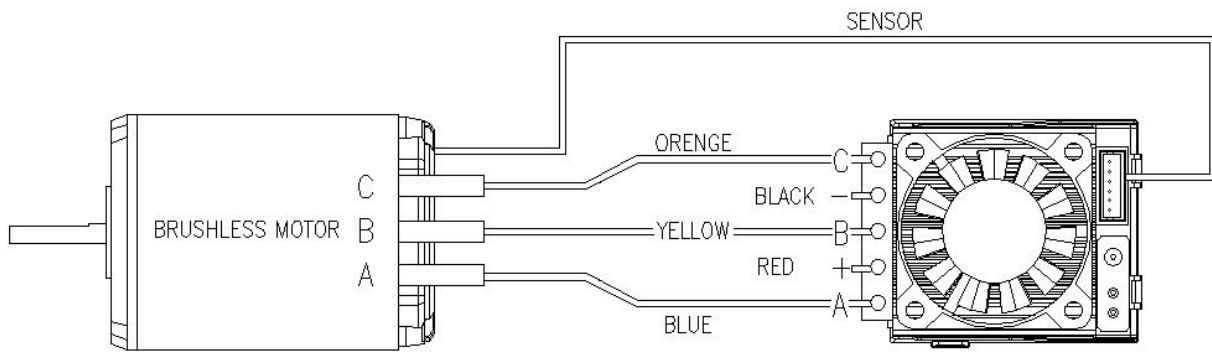 SENSOR
ORENGE
C
C
BLACK -
BRUSHLESS MOTOR B
YELLOW
B
RED +
A
A
BLUE